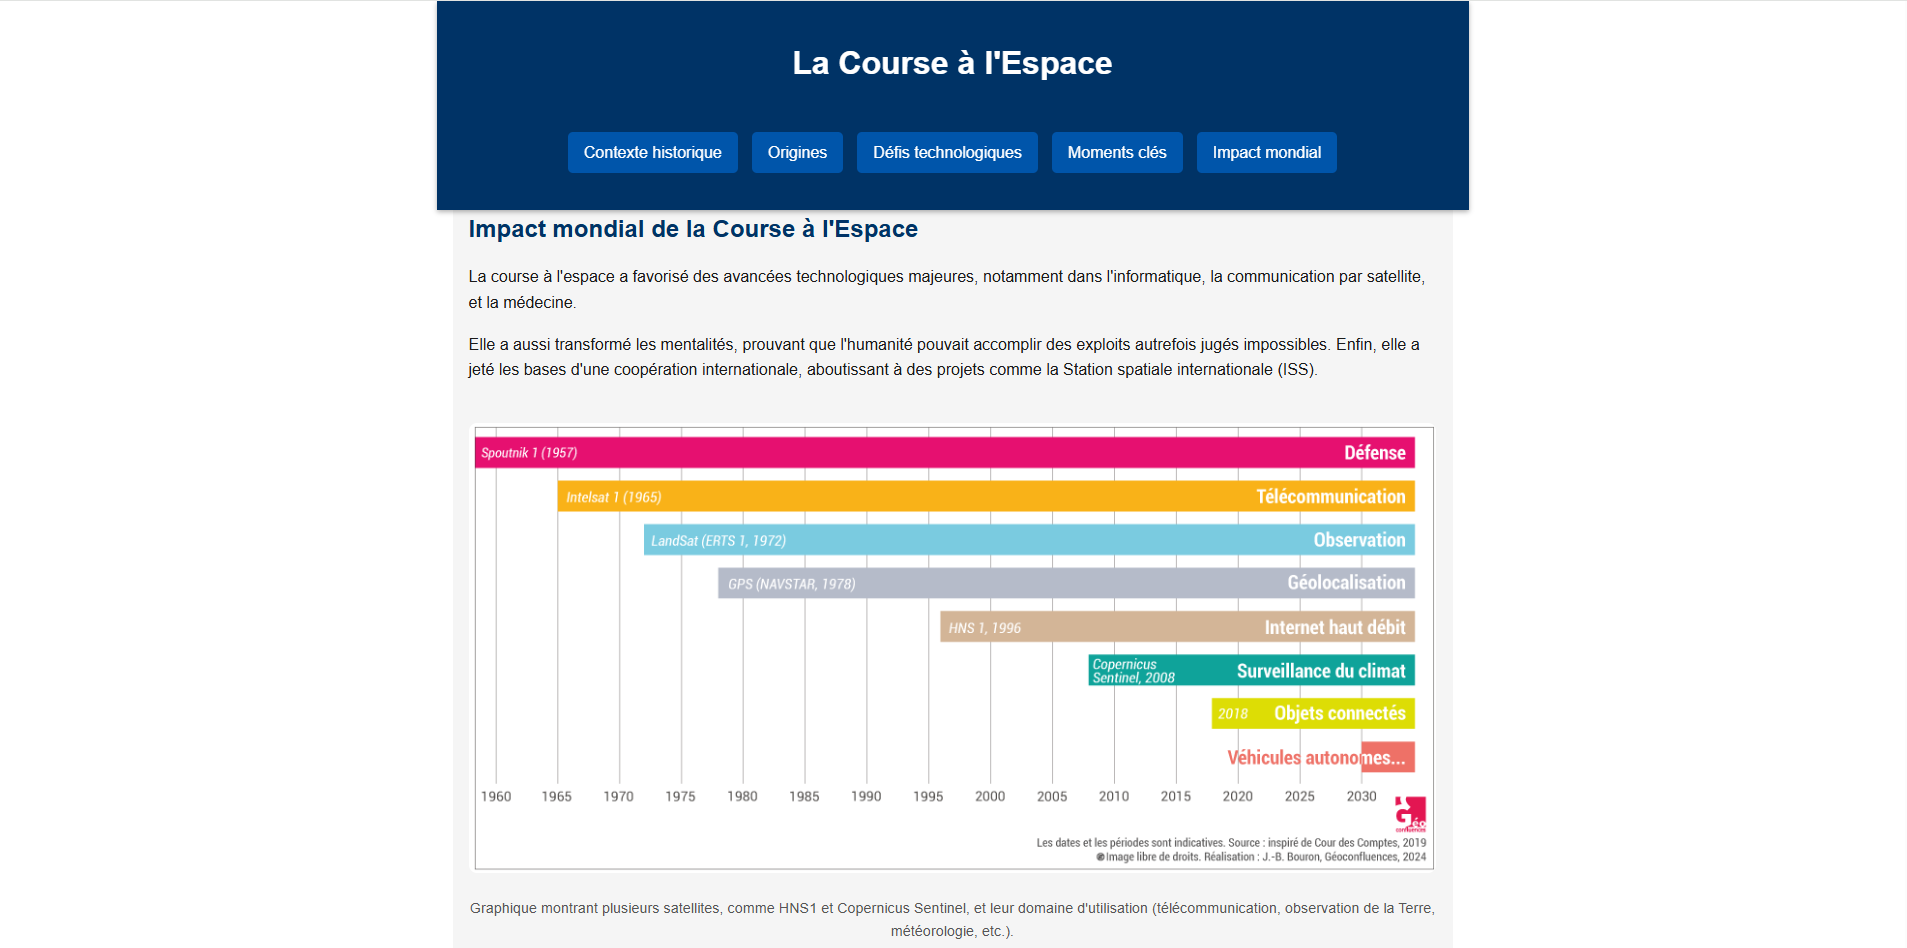 La Course à l'Espace
Contexte historique
Origines
Défis technologiques
Moments clés
Impact mondial
Impact mondial de la Course à l'Espace
La course à l'espace a favorisé des avancées technologiques majeures, notamment dans l'informatique, la communication par satellite,
et la médecine.
Elle a aussi transformé les mentalités, prouvant que l'humanité pouvait accomplir des exploits autrefois jugés impossibles. Enfin, elle a
jeté les bases d'une coopération internationale, aboutissant à des projets comme la Station spatiale internationale (ISS).
Spoutnik 1 (1957) Défense
Intelsat 1 (1965) Télécommunication
LandSat (ERTS 1, 1972) Observation
GPS (NAVSTAR, 1978) Géolocalisation
HNS 1, 1996 Internet haut débit
Copernicus
Sentinel, 2008 Surveillance du climat
2018 Objets connectés
Véhicules autonomes...
1960 1965 1970 1975 1980 1985 1990 1995 2000 2005 2010 2015 2020 2025 2030
Géo
confluences
Les dates et les périodes sont indicatives. Source : inspiré de Cour des Comptes, 2019
Image libre de droits. Réalisation : J.-B. Bouron, Géoconfluences, 2024
Graphique montrant plusieurs satellites, comme HNS1 et Copernicus Sentinel, et leur domaine d'utilisation (télécommunication, observation de la Terre,
météorologie, etc.).